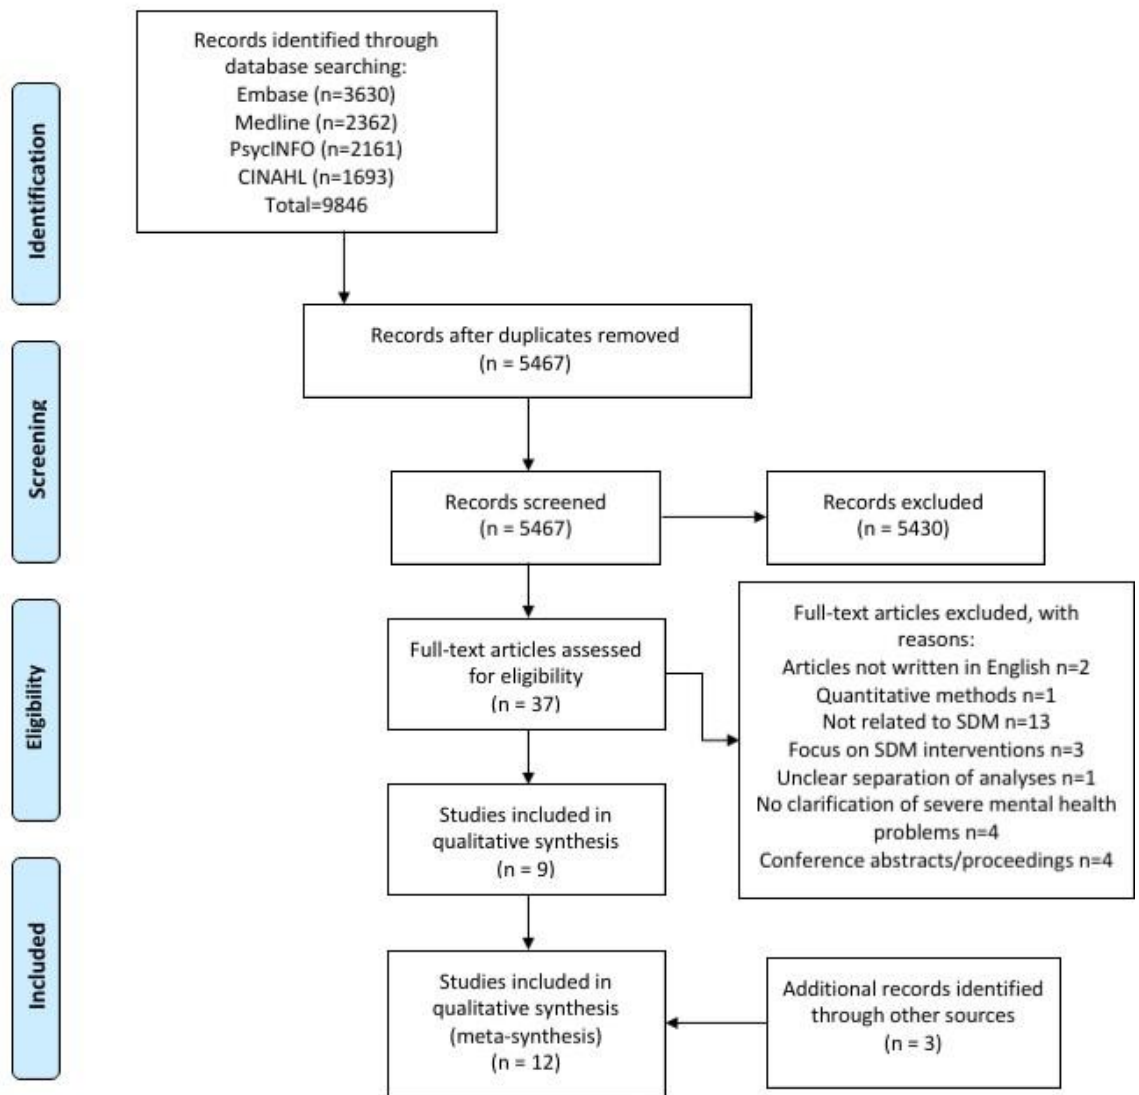 Identification
Records identified through
database searching:
Embase (n=3630)
Medline (n=2362)
PsycINFO (n=2161)
CINAHL (n=1693)
Total=9846
Screening
Records after duplicates removed
(n = 5467)
Records screened
(n = 5467)
Records excluded
(n = 5430)
Eligibility
Full-text articles assessed
for eligibility
(n = 37)
Full-text articles excluded, with
reasons:
Articles not written in English n=2
Quantitative methods n=1
Not related to SDM n=13
Focus on SDM interventions n=3
Unclear separation of analyses n=1
No clarification of severe mental health
problems n=4
Conference abstracts/proceedings n=4
Studies included in
qualitative synthesis
(n = 9)
Included
Studies included in
qualitative synthesis
(meta-synthesis)
(n = 12)
Additional records identified
through other sources
(n = 3)